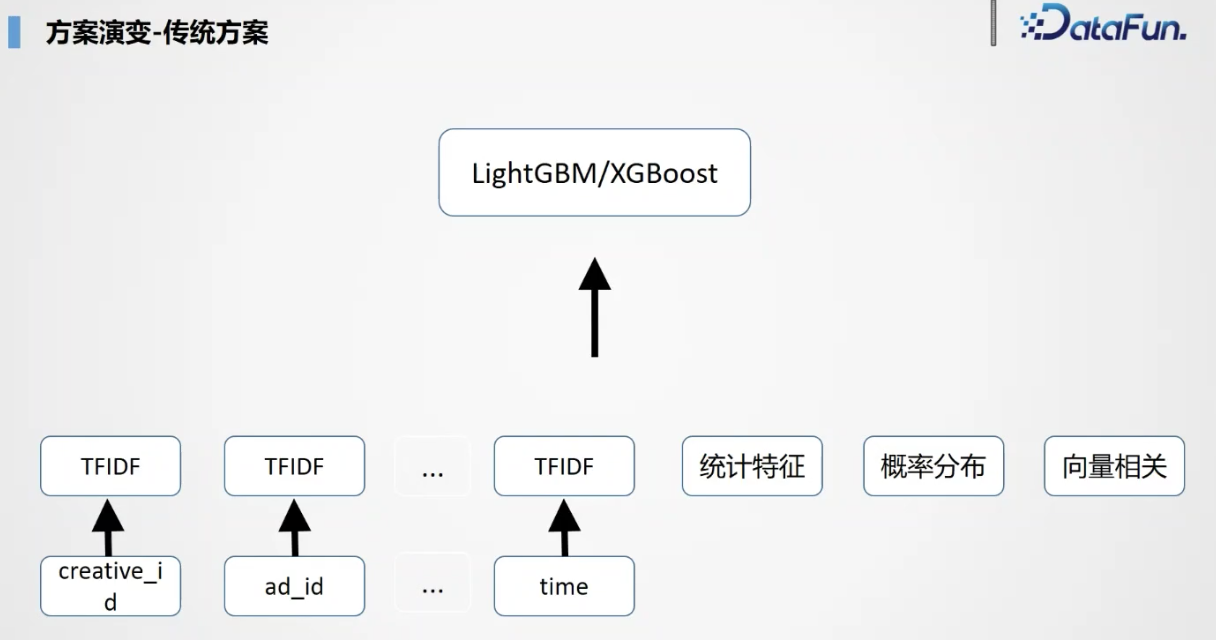 方案演变-传统方案
DataFun.
LightGBM/XGBoost
TFIDF
TFIDF
...
TFIDF
统计特征
概率分布
向量相关
creative_i
d
ad_id
...
time